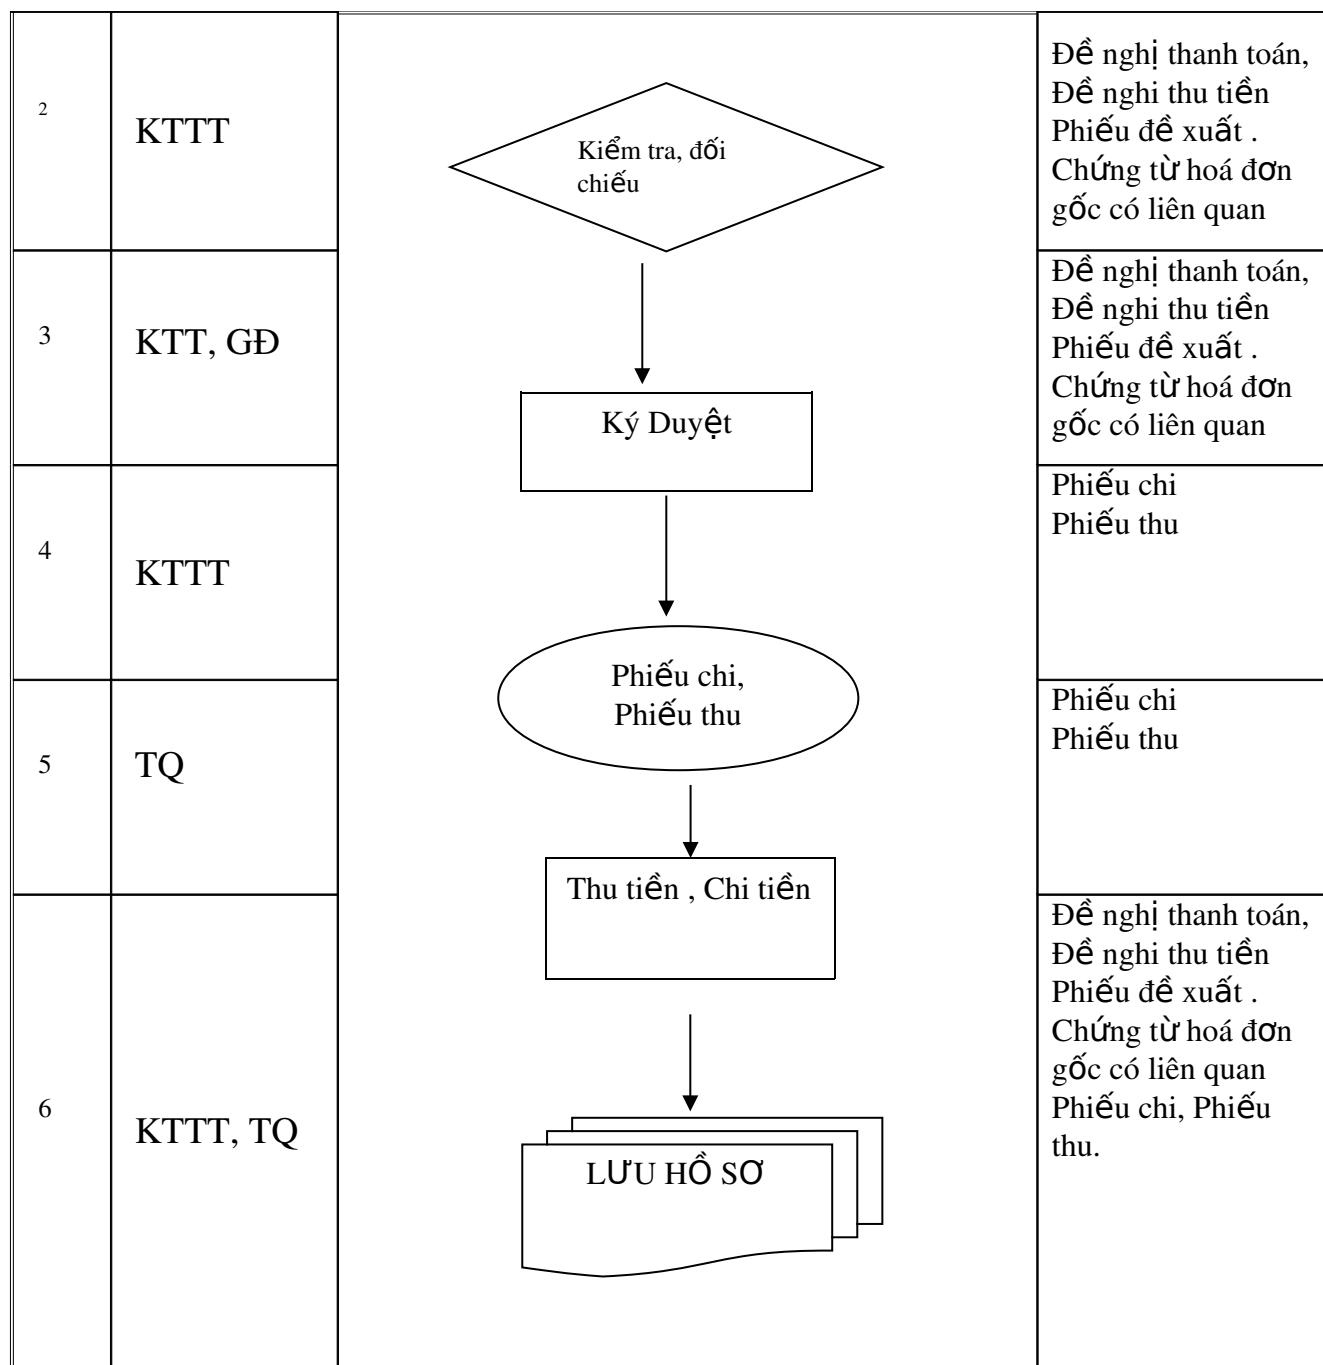 2
KTTT
Kiểm tra, đối
chiếu
Đề nghị thanh toán,
Đề nghi thu tiền
Phiếu đề xuất .
Chứng từ hoá đơn
gốc có liên quan
3
KTT, GĐ
Ký Duyệt
Đề nghị thanh toán,
Đề nghi thu tiền
Phiếu đề xuất .
Chứng từ hoá đơn
gốc có liên quan
4
KTTT
Phiếu chi,
Phiếu thu
Phiếu chi
Phiếu thu
5
TQ
Thu tiền , Chi tiền
Phiếu chi
Phiếu thu
6
KTTT, TQ
LƯU HỒ SƠ
Đề nghị thanh toán,
Đề nghi thu tiền
Phiếu đề xuất .
Chứng từ hoá đơn
gốc có liên quan
Phiếu chi, Phiếu
thu.